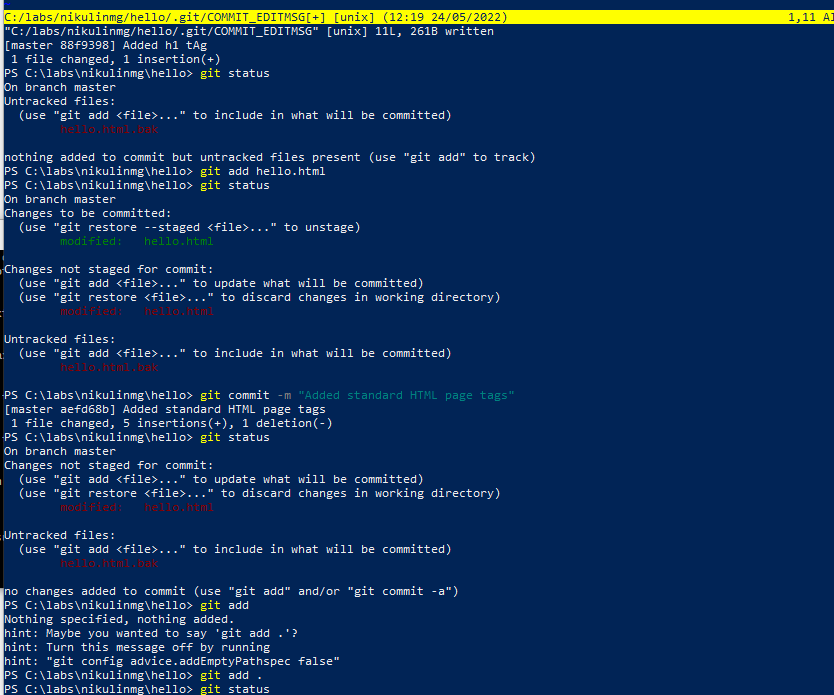 C:/labs/nikulinmg/hello/.git/COMMIT_EDITMSG[+] [unix] (12:19 24/05/2022) 1,11 Al
"C:/labs/nikulinmg/hello/.git/COMMIT_EDITMSG" [unix] 11L, 261B written
[master 88f9398] Added h1 tAg
 1 file changed, 1 insertion(+)
PS C:\labs\nikulinmg\hello> git status
On branch master
Untracked files:
  (use "git add <file>..." to include in what will be committed)
        hello.html.bak

nothing added to commit but untracked files present (use "git add" to track)
PS C:\labs\nikulinmg\hello> git add hello.html
PS C:\labs\nikulinmg\hello> git status
On branch master
Changes to be committed:
  (use "git restore --staged <file>..." to unstage)
        modified:   hello.html

Changes not staged for commit:
  (use "git add <file>..." to update what will be committed)
  (use "git restore <file>..." to discard changes in working directory)
        modified:   hello.html

Untracked files:
  (use "git add <file>..." to include in what will be committed)
        hello.html.bak

PS C:\labs\nikulinmg\hello> git commit -m "Added standard HTML page tags"
[master aefd68b] Added standard HTML page tags
 1 file changed, 5 insertions(+), 1 deletion(-)
PS C:\labs\nikulinmg\hello> git status
On branch master
Changes not staged for commit:
  (use "git add <file>..." to update what will be committed)
  (use "git restore <file>..." to discard changes in working directory)
        modified:   hello.html

Untracked files:
  (use "git add <file>..." to include in what will be committed)
        hello.html.bak

no changes added to commit (use "git add" and/or "git commit -a")
PS C:\labs\nikulinmg\hello> git add
Nothing specified, nothing added.
hint: Maybe you wanted to say 'git add .'?
hint: Turn this message off by running
hint: "git config advice.addEmptyPathspec false"
PS C:\labs\nikulinmg\hello> git add .
PS C:\labs\nikulinmg\hello> git status